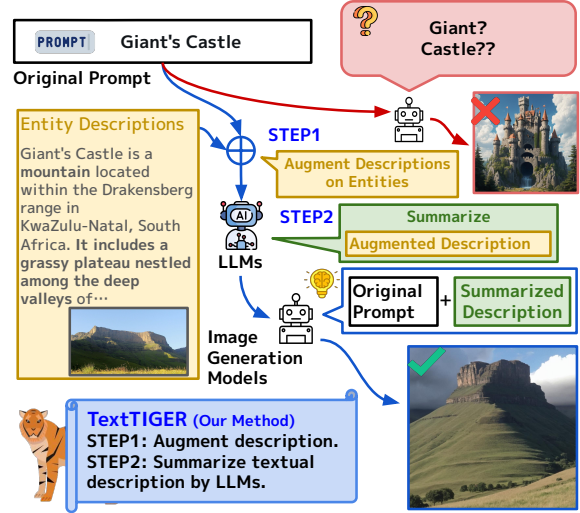 PROMPT Giant's Castle
Original Prompt
Giant?
Castle??
Entity Descriptions
Giant's Castle is a
mountain located
within the Drakensberg
range in
KwaZulu-Natal, South
Africa. It includes a
grassy plateau nestled
among the deep
valleys of…
STEP1
Augment Descriptions
on Entities
AI
LLMs
STEP2
Summarize
Augmented Description
Original
Prompt
+
Summarized
Description
Image
Generation
Models
TextTIGER (Our Method)
STEP1: Augment description.
STEP2: Summarize textual
description by LLMs.